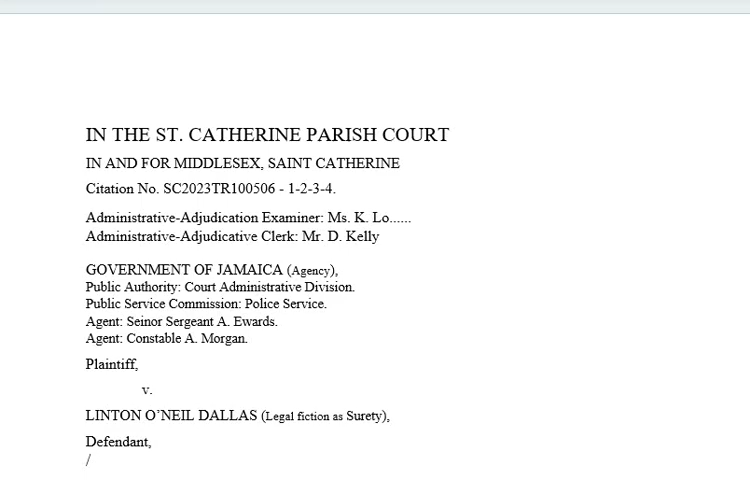 IN THE ST. CATHERINE PARISH COURT
IN AND FOR MIDDLESEX, SAINT CATHERINE
Citation No. SC2023TR100506 - 1-2-3-4.
Administrative-Adjudication Examiner: Ms. K. Lo......
Administrative-Adjudicative Clerk: Mr. D. Kelly
GOVERNMENT OF JAMAICA (Agency),
Public Authority: Court Administrative Division.
Public Service Commission: Police Service.
Agent: Seinor Sergeant A. Ewards.
Agent: Constable A. Morgan.
Plaintiff,
v.
LINTON O’NEIL DALLAS (Legal fiction as Surety),
Defendant,
/